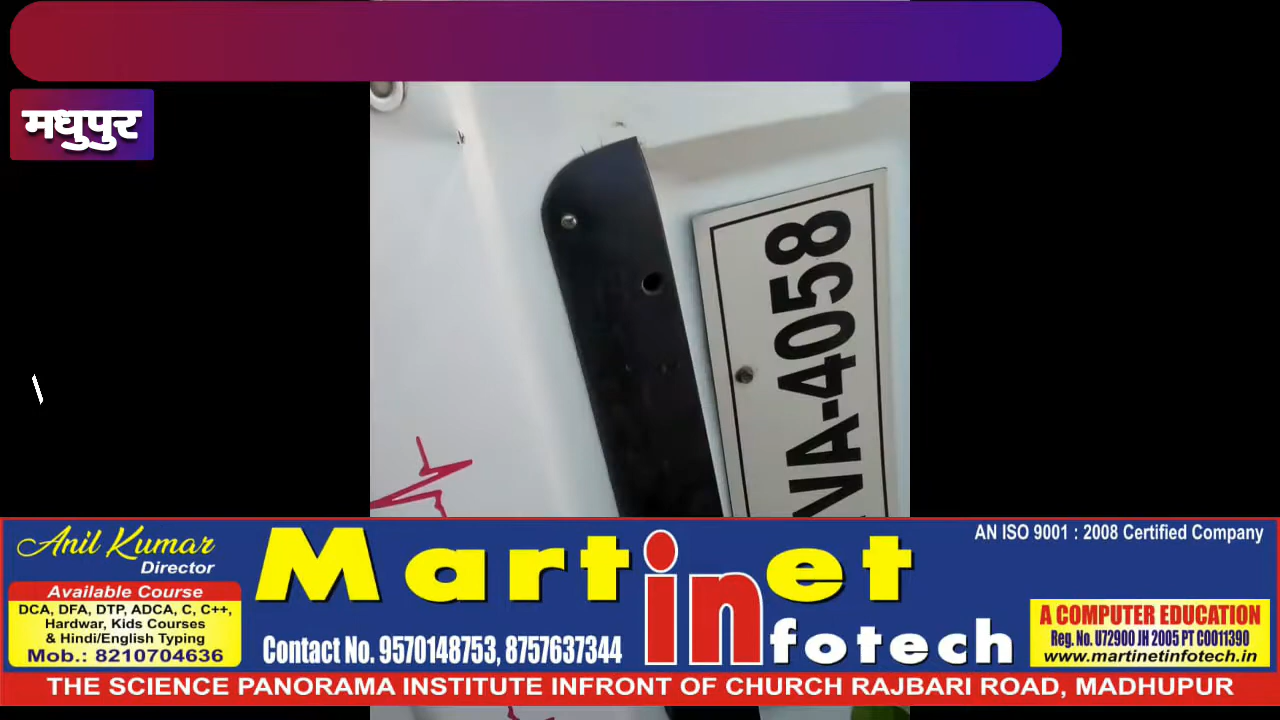 मधुपुर
VA-4058
Anil Kumar
Director
Available Course
DCA, DFA, DTP, ADCA, C, C++,
Hardwar, Kids Courses
& Hindi/English Typing
Mob.: 8210704636
Martinet
infotech
Contact No. 9570148753, 8757637344
AN ISO 9001 : 2008 Certified Company
A COMPUTER EDUCATION
Reg. No. U72900 JH 2005 PT C0011390
www.martinetinfotech.in
THE SCIENCE PANORAMA INSTITUTE INFRONT OF CHURCH RAJBARI ROAD, MADHUPUR